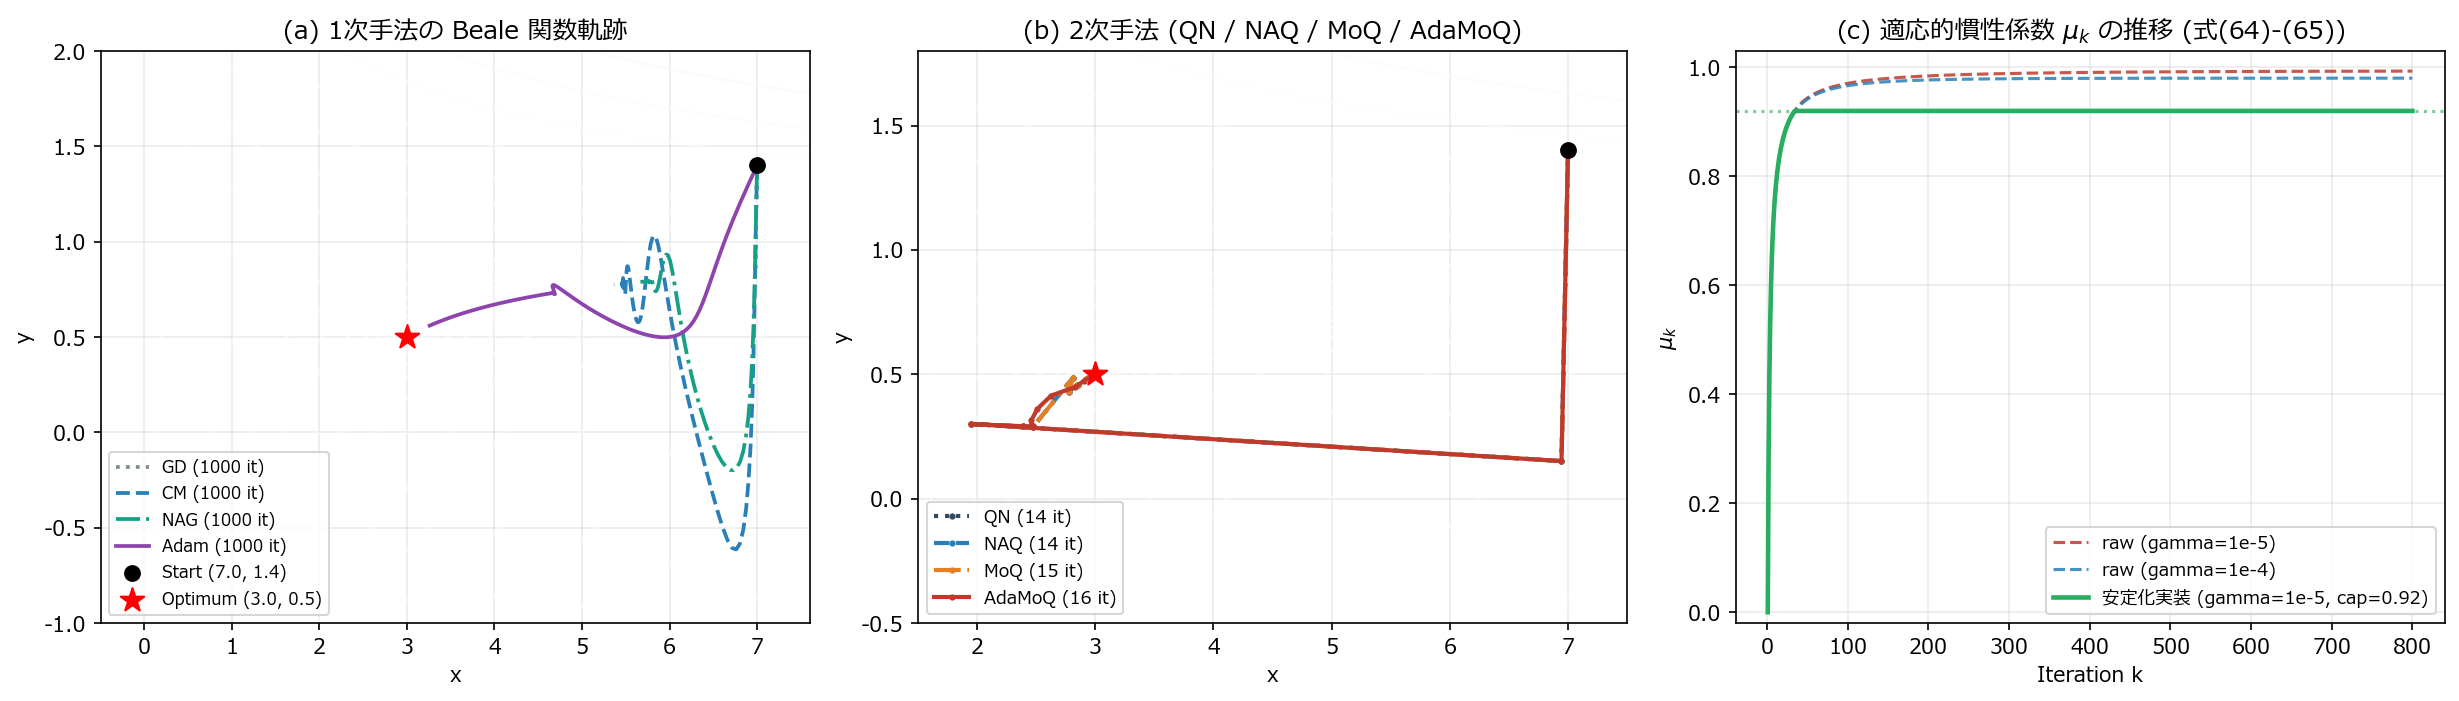 (a) 1次手法の Beale 関数軌跡
2.0
1.5
1.0
0.5
0.0
-0.5
-1.0
y
0 1 2 3 4 5 6 7
x
GD (1000 it)
CM (1000 it)
NAG (1000 it)
Adam (1000 it)
Start (7.0, 1.4)
Optimum (3.0, 0.5)
(b) 2次手法 (QN / NAQ / MoQ / AdaMoQ)
1.5
1.0
0.5
0.0
-0.5
y
2 3 4 5 6 7
x
QN (14 it)
NAQ (14 it)
MoQ (15 it)
AdaMoQ (16 it)
(c) 適応的慣性係数 μk の推移 (式(64)-(65))
1.0
0.8
0.6
0.4
0.2
0.0
μk
0 100 200 300 400 500 600 700 800
Iteration k
raw (gamma=1e-5)
raw (gamma=1e-4)
安定化実装 (gamma=1e-5, cap=0.92)